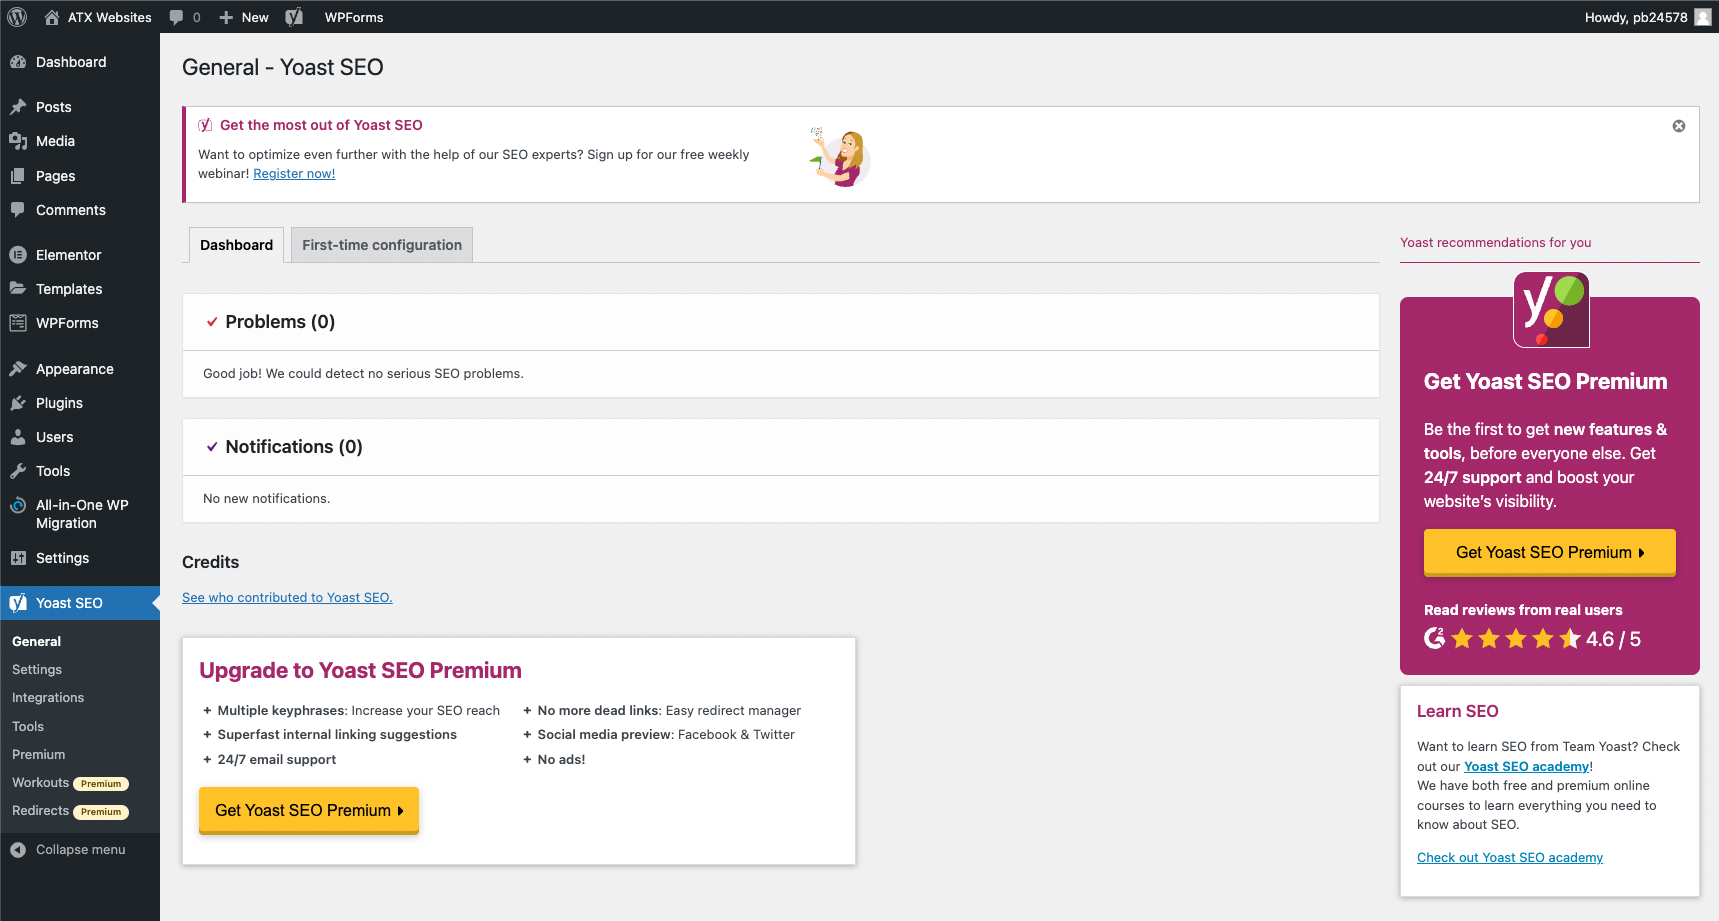 ATX Websites 0 New WPForms Howdy, pb24578
Dashboard
Posts
Media
Pages
Comments
Elementor
Templates
WPForms
Appearance
Plugins
Users
Tools
All-in-One WP
Migration
Settings
Yoast SEO
General
Settings
Integrations
Tools
Premium
Workouts Premium
Redirects Premium
Collapse menu
General - Yoast SEO
Get the most out of Yoast SEO
Want to optimize even further with the help of our SEO experts? Sign up for our free weekly
webinar! Register now!
Dashboard First-time configuration
Problems (0)
Good job! We could detect no serious SEO problems.
Notifications (0)
No new notifications.
Credits
See who contributed to Yoast SEO.
Upgrade to Yoast SEO Premium
+ Multiple keyphrases: Increase your SEO reach
+ Superfast internal linking suggestions
+ 24/7 email support
+ No more dead links: Easy redirect manager
+ Social media preview: Facebook & Twitter
+ No ads!
Get Yoast SEO Premium
Yoast recommendations for you
Get Yoast SEO Premium
Be the first to get new features &
tools, before everyone else. Get
24/7 support and boost your
website's visibility.
Get Yoast SEO Premium
Read reviews from real users
4.6 / 5
Learn SEO
Want to learn SEO from Team Yoast? Check
out our Yoast SEO academy!
We have both free and premium online
courses to learn everything you need to
know about SEO.
Check out Yoast SEO academy